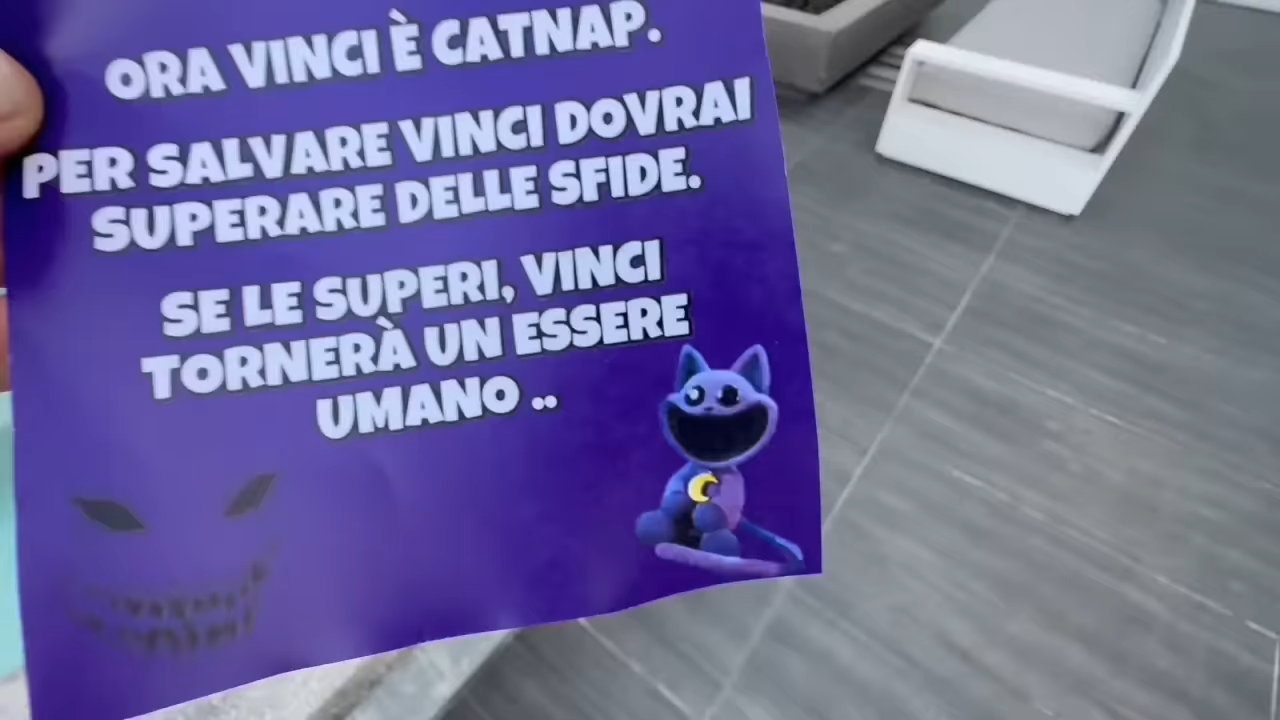 ORA VINCI È CATNAP.
PER SALVARE VINCI DOVRAI
SUPERARE DELLE SFIDE.
SE LE SUPERI, VINCI
TORNERÀ UN ESSERE
UMANO ..